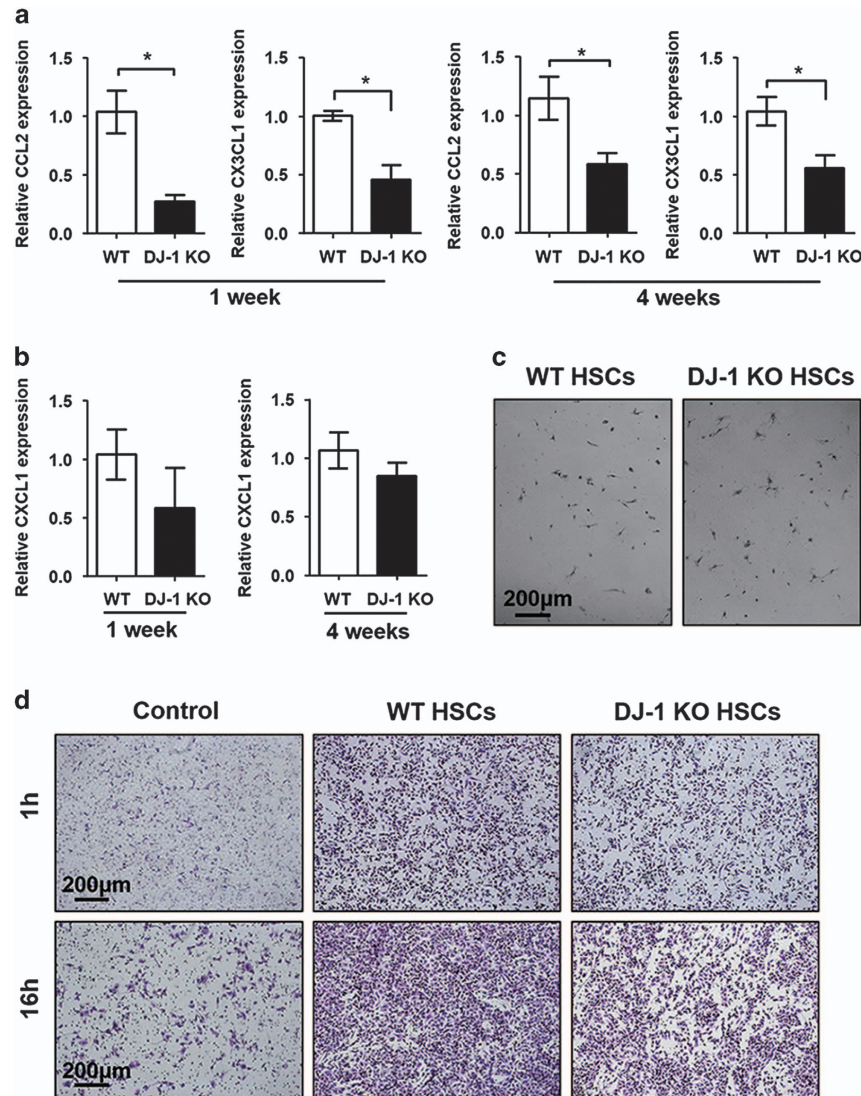 a
Relative CCL2 expression
1.5
1.0
0.5
0.0
*
WT DJ-1 KO
Relative CX3CL1 expression
1.5
1.0
0.5
0.0
*
WT DJ-1 KO
1 week
Relative CCL2 expression
1.5
1.0
0.5
0.0
*
WT DJ-1 KO
Relative CX3CL1 expression
1.5
1.0
0.5
0.0
*
WT DJ-1 KO
4 weeks
b
Relative CXCL1 expression
1.5
1.0
0.5
0.0
WT DJ-1 KO
1 week
Relative CXCL1 expression
1.5
1.0
0.5
0.0
WT DJ-1 KO
4 weeks
c
WT HSCs
DJ-1 KO HSCs
200µm
d
Control
WT HSCs
DJ-1 KO HSCs
1h
200µm
16h
200µm